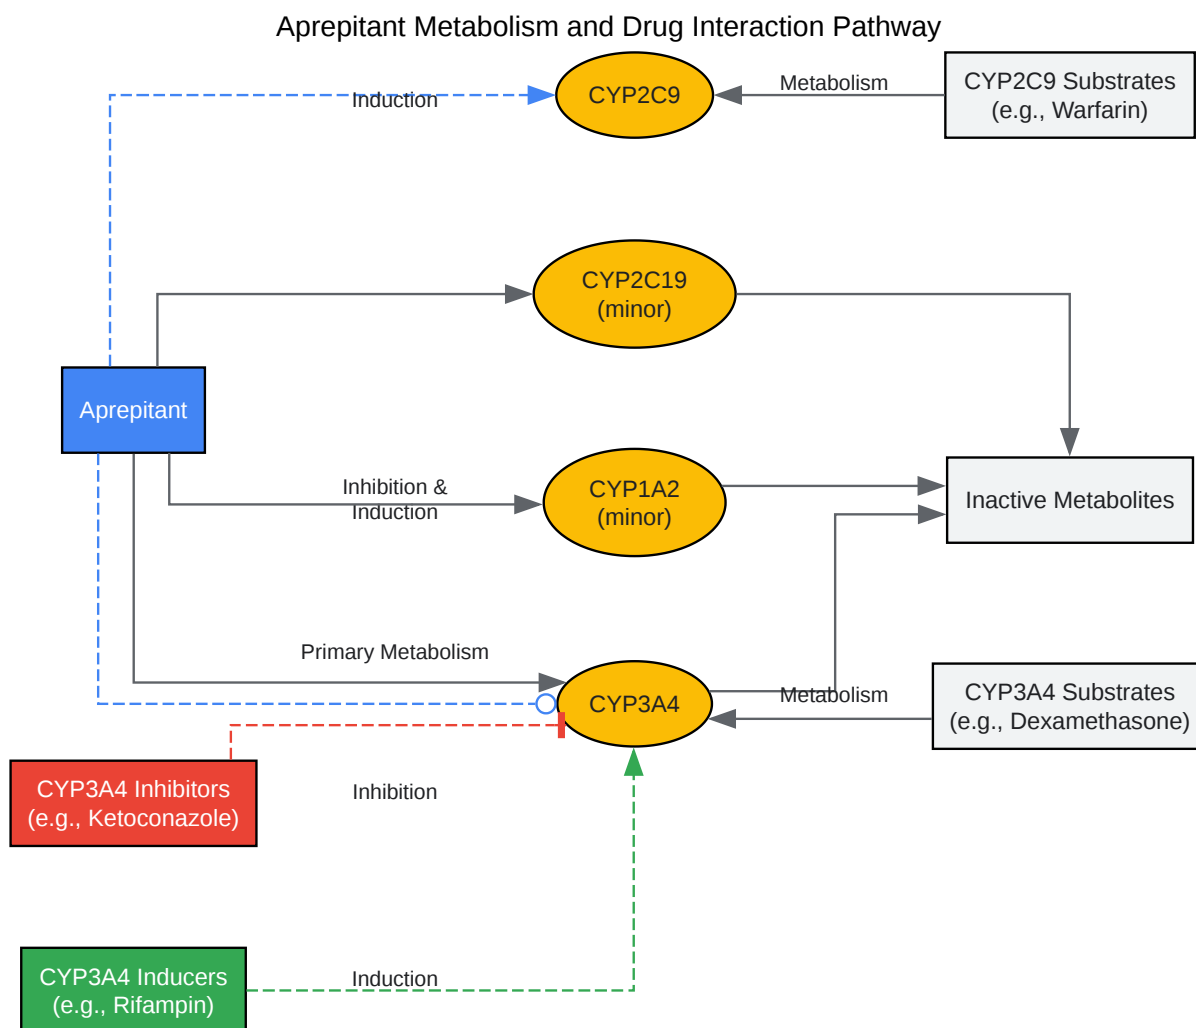 Aprepitant Metabolism and Drug Interaction Pathway
Induction
CYP2C9
Metabolism
CYP2C9 Substrates
(e.g., Warfarin)
CYP2C19
(minor)
Aprepitant
Inhibition &
Induction
CYP1A2
(minor)
Inactive Metabolites
Primary Metabolism
CYP3A4
Metabolism
CYP3A4 Substrates
(e.g., Dexamethasone)
CYP3A4 Inhibitors
(e.g., Ketoconazole)
Inhibition
CYP3A4 Inducers
(e.g., Rifampin)
Induction